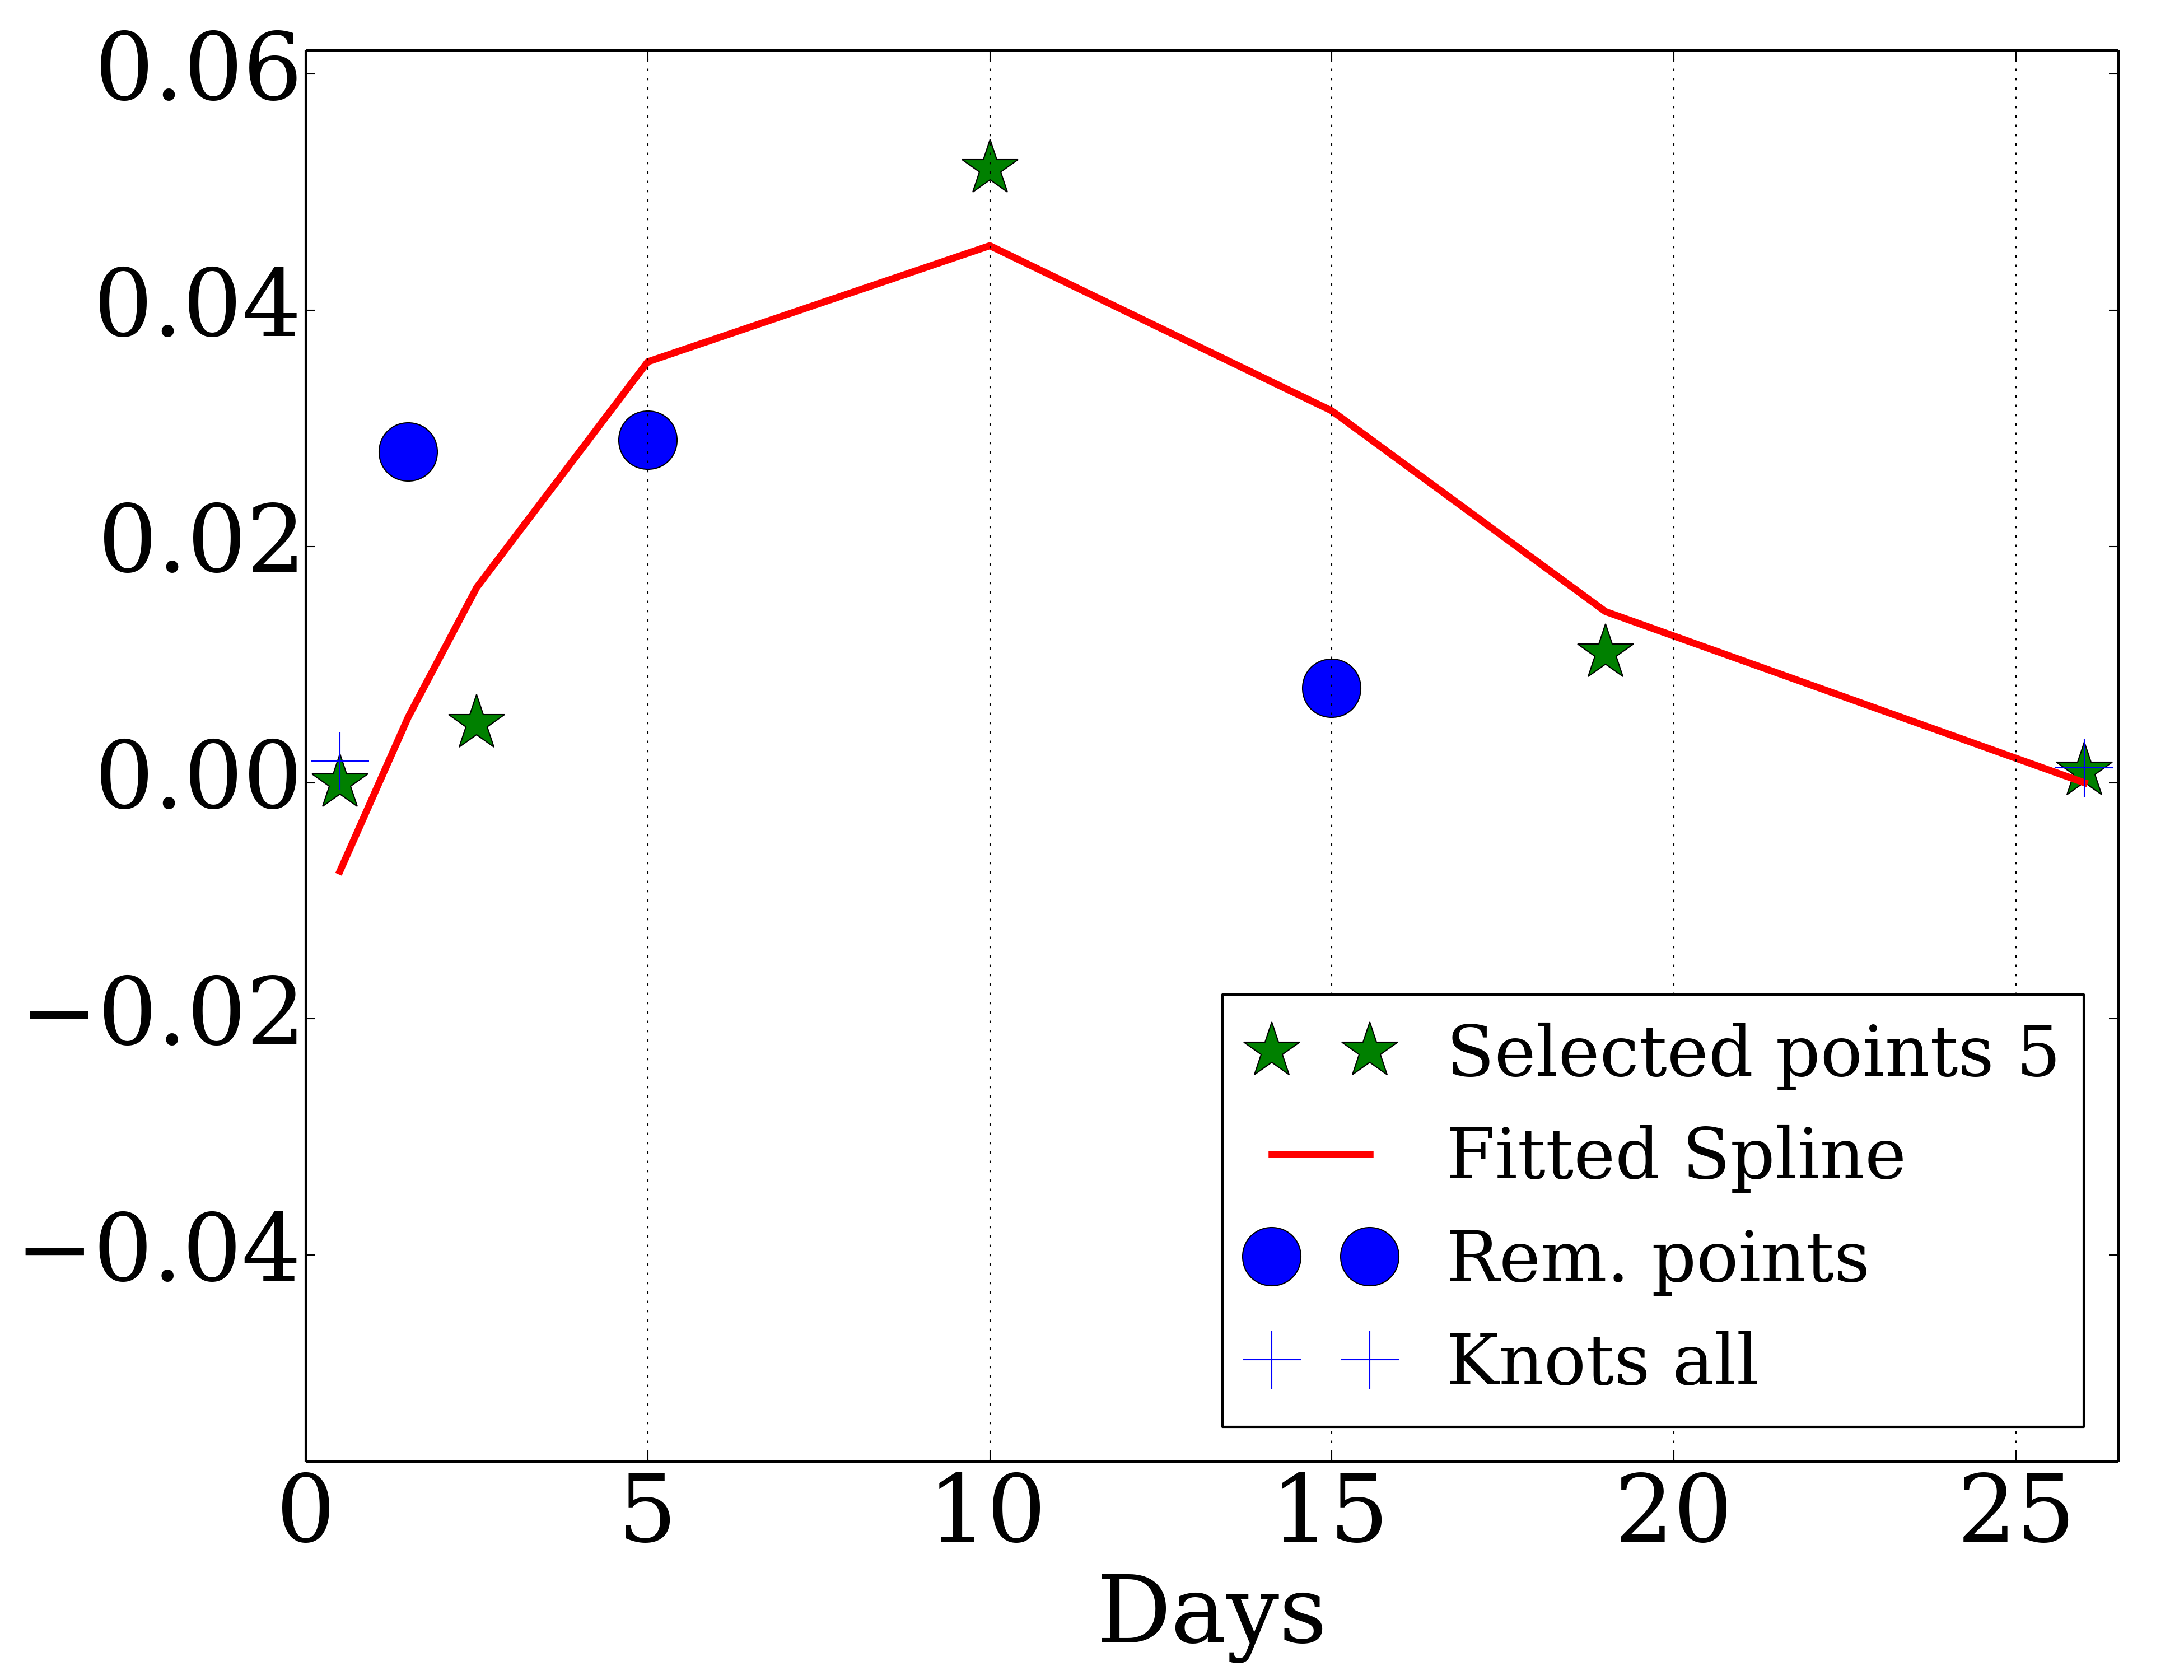 0.06
0.04
0.02
0.00
−0.02
−0.04
Selected points 5
Fitted Spline
Rem. points
Knots all
0 5 10 15 20 25
Days